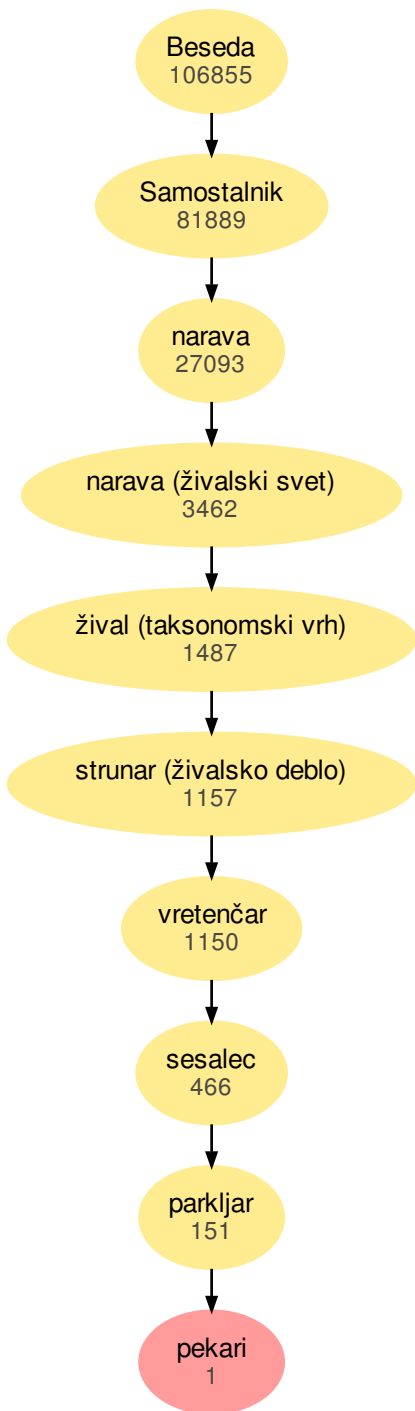 Beseda
106855
Samostalnik
81889
narava
27093
narava (živalski svet)
3462
žival (taksonomski vrh)
1487
strunar (živalsko deblo)
1157
vretenčar
1150
sesalec
466
parkljar
151
pekari
1